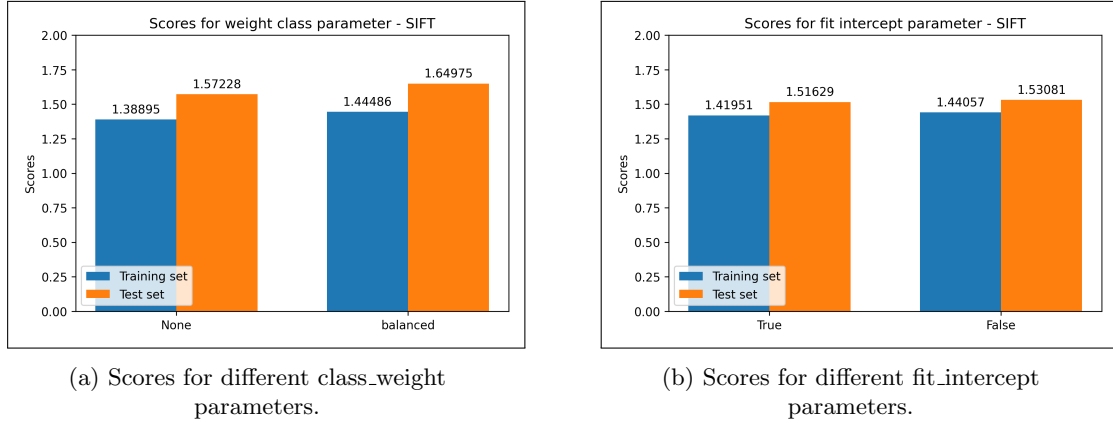 Scores for weight class parameter - SIFT
2.00
1.75
1.50
1.25
1.00
0.75
0.50
0.25
0.00
Scores
1.38895
1.57228
1.44486
1.64975
Training set
Test set
None
balanced
(a) Scores for different class_weight
parameters.
Scores for fit intercept parameter - SIFT
2.00
1.75
1.50
1.25
1.00
0.75
0.50
0.25
0.00
Scores
1.41951
1.51629
1.44057
1.53081
Training set
Test set
True
False
(b) Scores for different fit_intercept
parameters.